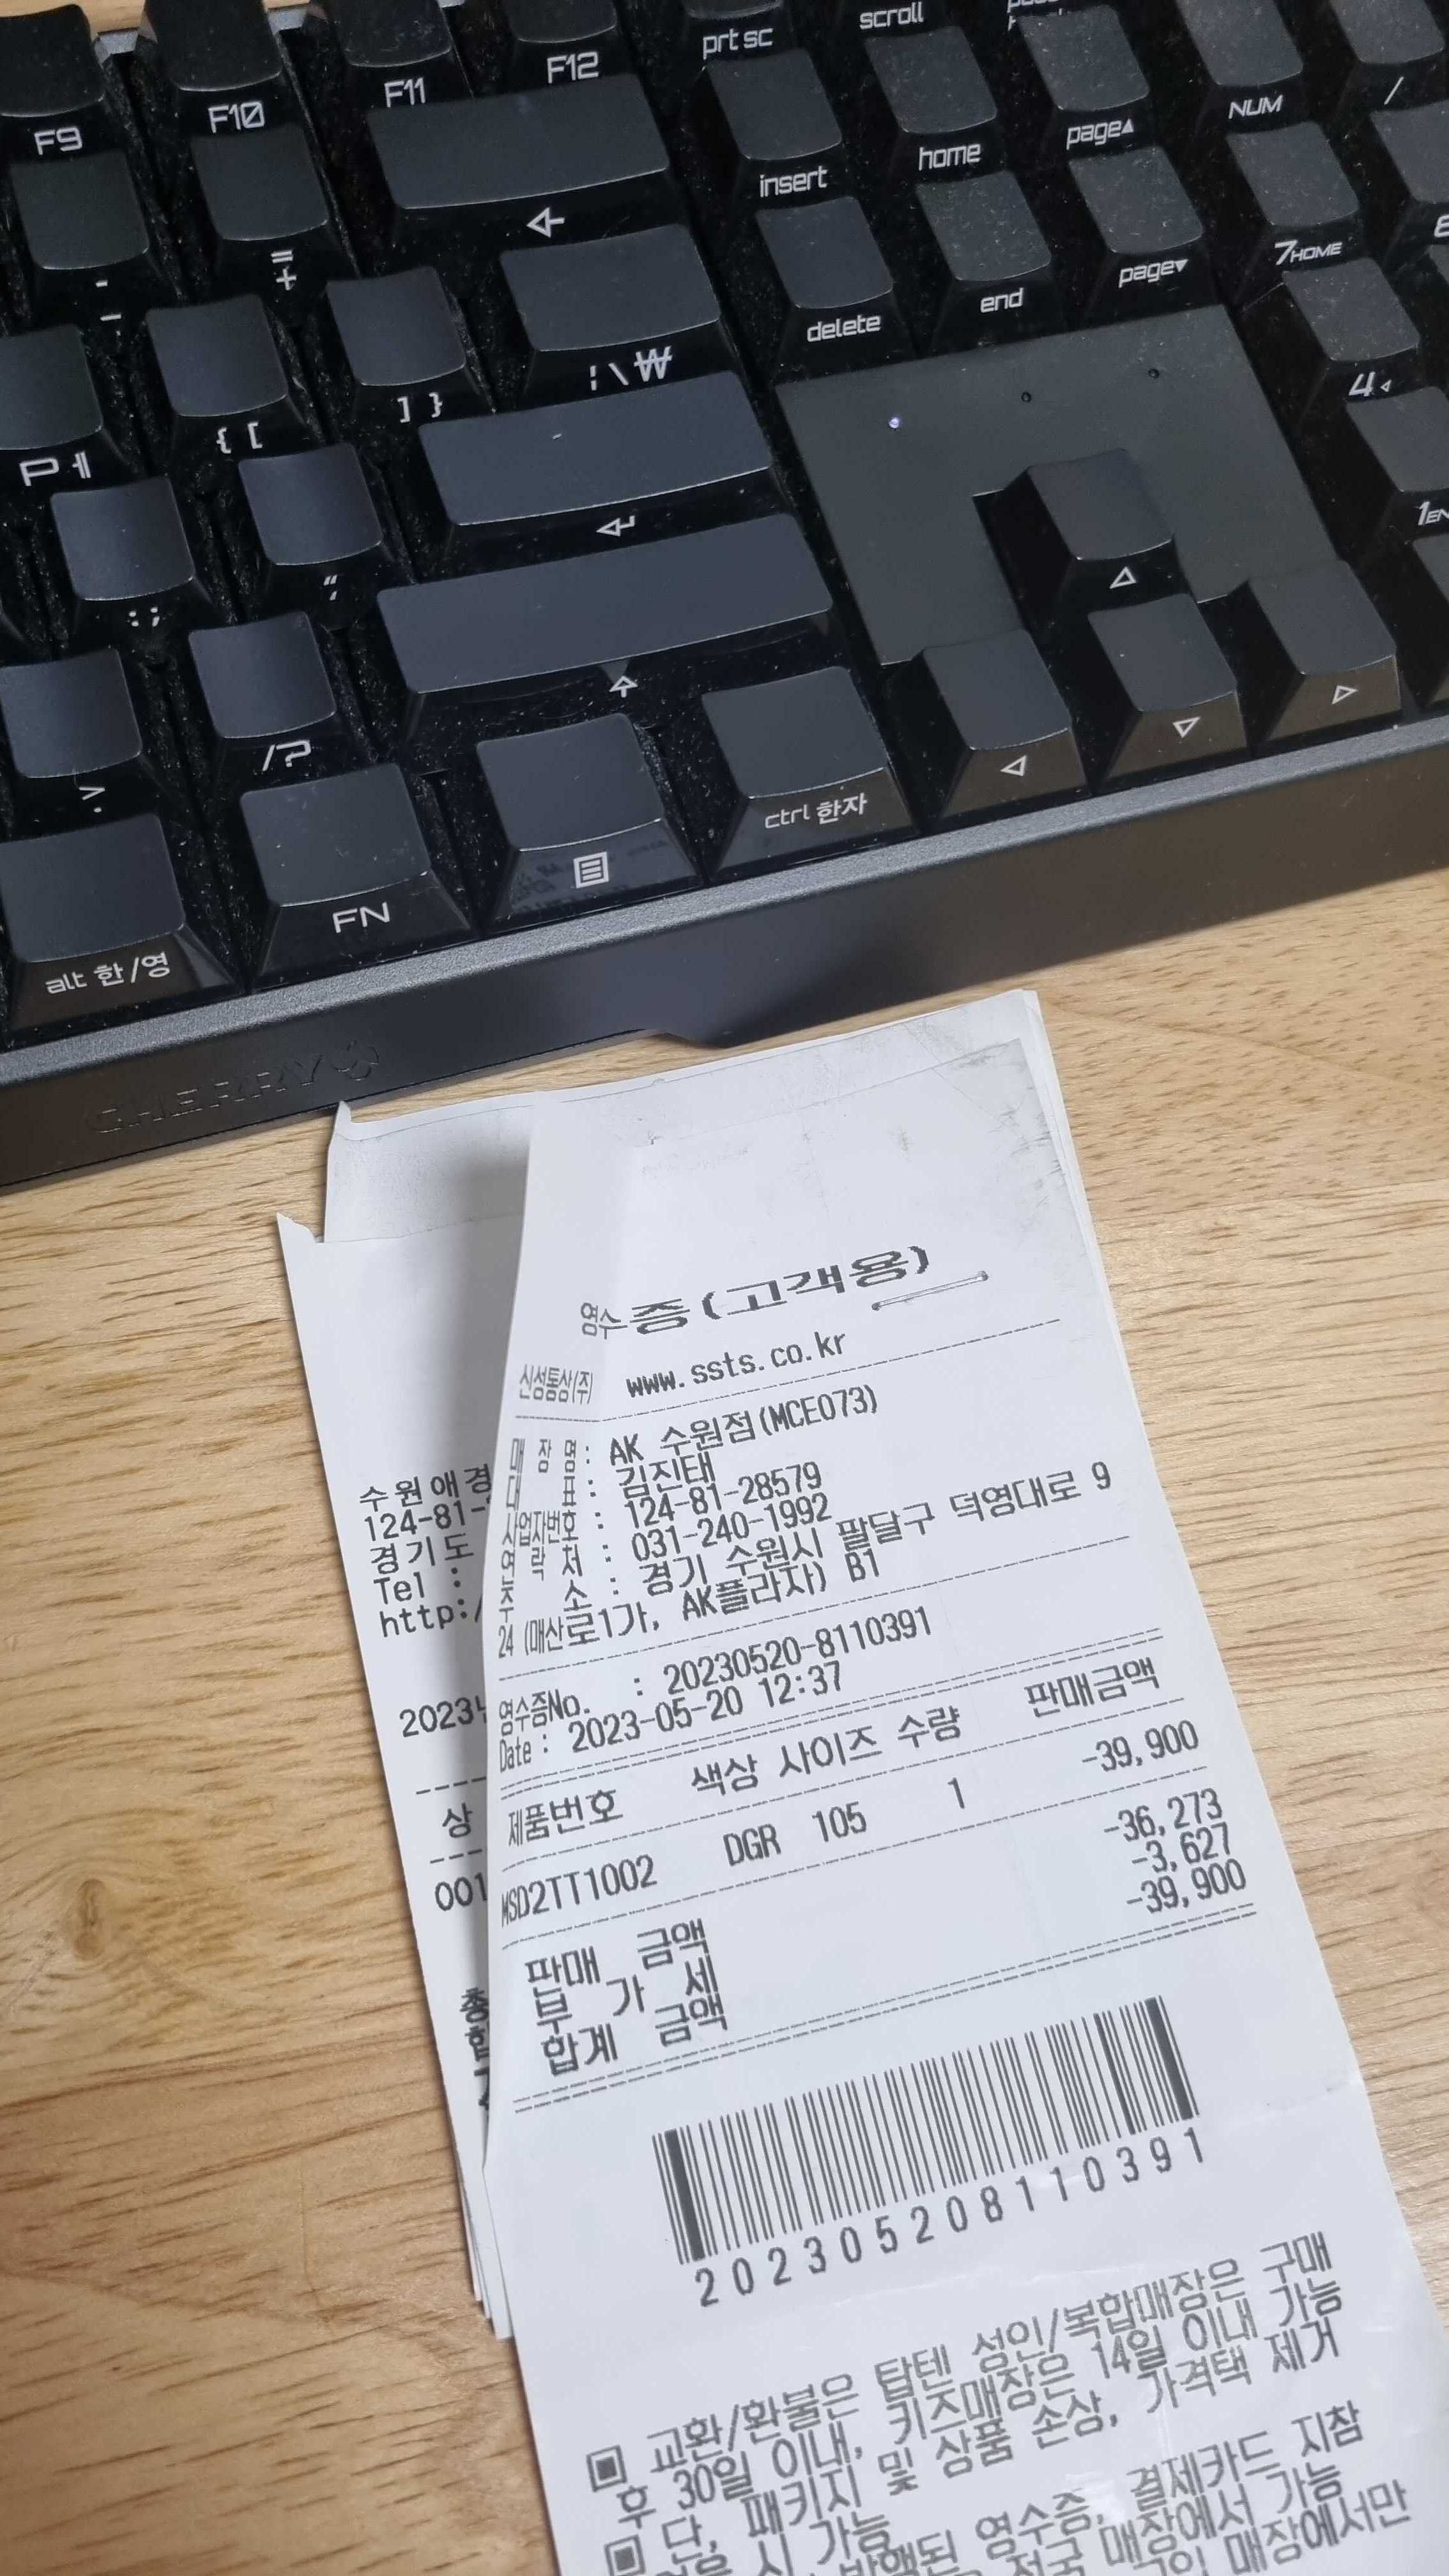 prt sc
scroll
F9
F10
F11
F12
insert
home
page▲
NUM
/
-
_
=
+
delete
end
page▼
7HOME
{ [
] }
¦ \ ₩
4◁
ㅔ P
: ;
" '
1EN
. >
/?
alt 한/영
FN
ctrl 한자
CHERRY
영수증(고객용)
신성통상(주) www.ssts.co.kr
매 장 명 : AK 수원점(MCE073)
대 표 : 김진태
사업자번호 : 124-81-28579
연 락 처 : 031-240-1992
주 소 : 경기 수원시 팔달구 덕영대로 9
24 (매산로1가, AK플라자) B1
영수증No. : 20230520-8110391
Date : 2023-05-20 12:37
제품번호 색상 사이즈 수량 판매금액
MSD2TT1002 DGR 105 1 -39,900
판매 금액 -36,273
부 가 세 -3,627
합계 금액 -39,900
202305208110391
▣ 교환/환불은 탑텐 성인/복합매장은 구매
후 30일 이내, 키즈매장은 14일 이내 가능
단, 패키지 및 상품 손상, 가격택 제거
시 가능
▣ 발행된 영수증, 결제카드 지참
전국 매장에서 가능
구입 매장에서만
수원애경
124-81-
경기도
Tel :
http:/
2023년
상
001
총
합